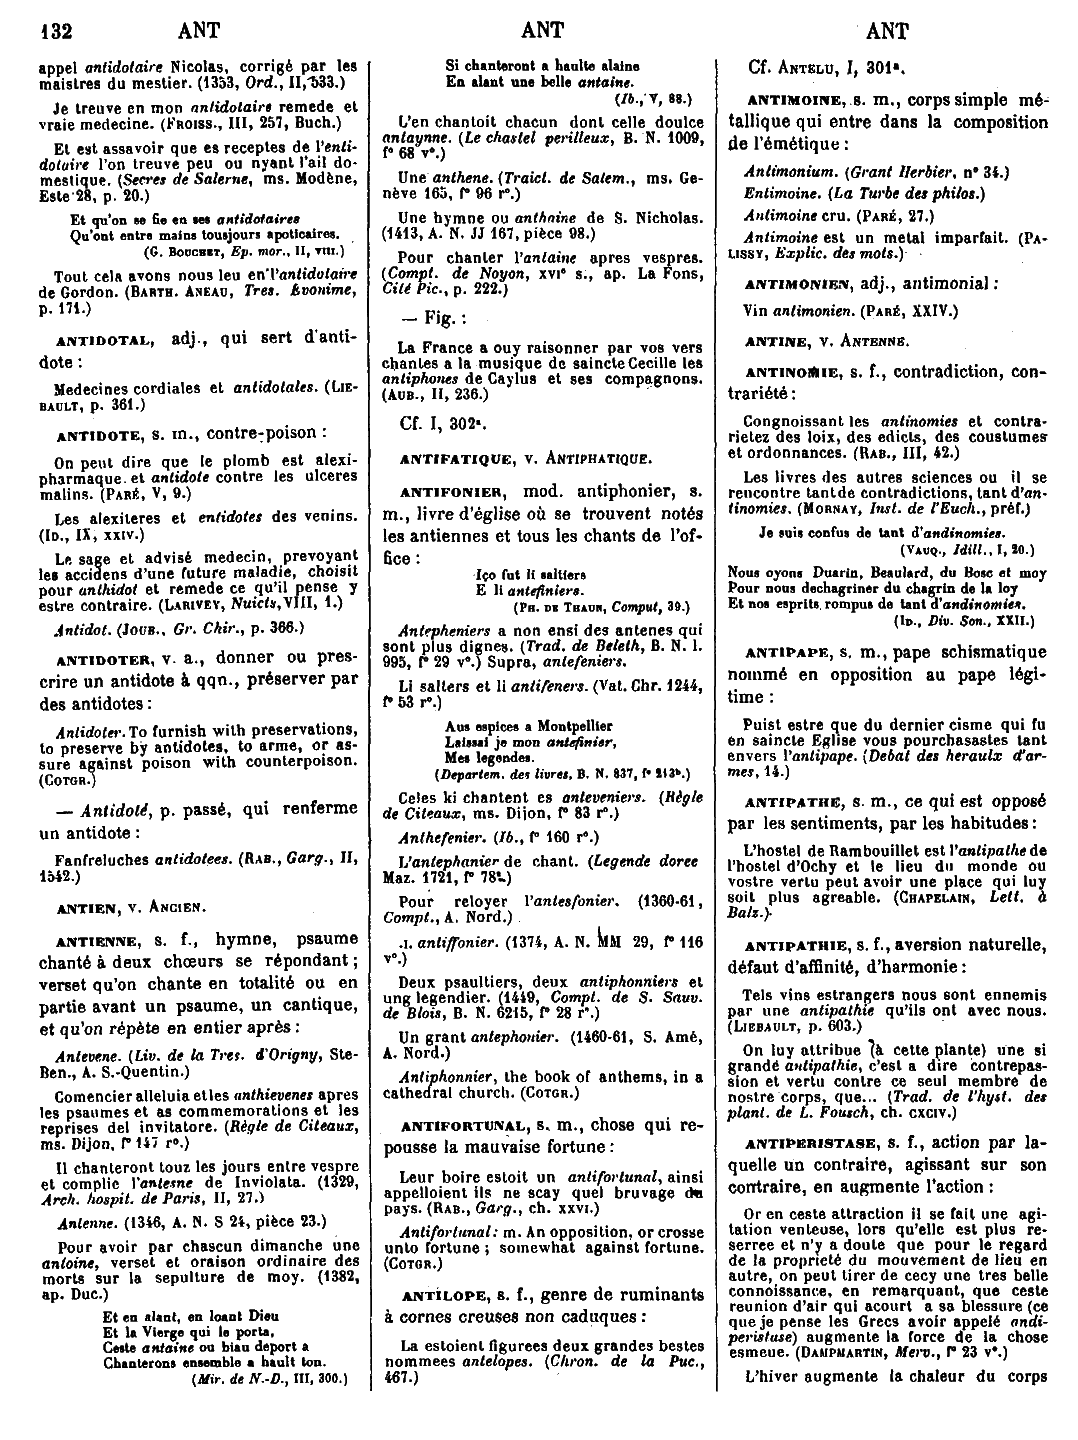 132 ANT ANT ANT
appel antidotaire Nicolas, corrigé par les
maistres du mestier. (1353, Ord., II, 533.)
Je treuve en mon antidotaire remede et
vraie medecine. (FROISS., III, 257, Buch.)
Et est assavoir que es receptes de l'enti-
dotaire l'on treuve peu ou nyant l'ail do-
mestique. (Secres de Salerne, ms. Modène,
Este 28, p. 20.)
Et qu'on se fie en ses antidotaires
Qu'ont entre mains tousjours apoticaires.
(G. BOUCHET, Ep. mor., II, VIII.)
Tout cela avons nous leu en l'antidotaire
de Gordon. (BARTH. ANEAU, Tres. Evonime,
p. 171.)
ANTIDOTAL, adj., qui sert d'anti-
dote :
Medecines cordiales et antidotales. (LIE-
BAULT, p. 361.)
ANTIDOTE, s. m., contre-poison :
On peut dire que le plomb est alexi-
pharmaque et antidote contre les ulceres
malins. (PARÉ, V, 9.)
Les alexiteres et entidotes des venins.
(ID., IX, XXIV.)
Le sage et advisé medecin, prevoyant
les accidens d'une future maladie, choisit
pour anthidot et remede ce qu'il pense y
estre contraire. (LARIVEY, Nuicts, VIII, 1.)
Antidot. (JOUB., Gr. Chir., p. 366.)
ANTIDOTER, v. a., donner ou pres-
crire un antidote à qqn., préserver par
des antidotes :
Antidoter. To furnish with preservations,
to preserve by antidotes, to arme, or as-
sure against poison with counterpoison.
(COTGR.)
— Antidoté, p. passé, qui renferme
un antidote :
Fanfreluches antidotees. (RAB., Garg., II,
1542.)
ANTIEN, v. ANCIEN.
ANTIENNE, s. f., hymne, psaume
chanté à deux chœurs se répondant ;
verset qu'on chante en totalité ou en
partie avant un psaume, un cantique,
et qu'on répète en entier après :
Antevene. (Liv. de la Tres. d'Origny, Ste-
Ben., A. S.-Quentin.)
Comencier alleluia et les anthievenes apres
les psaumes et as commemorations et les
reprises del invitatore. (Règle de Citeaux,
ms. Dijon, f° 147 r°.)
Il chanteront touz les jours entre vespre
et complie l'antesne de Inviolata. (1329,
Arch. hospit. de Paris, II, 27.)
Antenne. (1346, A. N. S 24, pièce 23.)
Pour avoir par chascun dimanche une
antoine, verset et oraison ordinaire des
morts sur la sepulture de moy. (1382,
ap. Duc.)
Et en alant, en loant Dieu
Et la Vierge qui le porta,
Ceste antaine ou biau deport a
Chanterons ensemble a hault ton.
(Mir. de N.-D., III, 300.)
Si chanteront a haulte alaine
En alant une belle antaine.
(Ib., V, 88.)
L'en chantoit chacun dont celle doulce
antaynne. (Le chastel perilleux, B. N. 1009,
f° 68 v°.)
Une anthene. (Traict. de Salem., ms. Ge-
nève 165, f° 96 r°.)
Une hymne ou anthaine de S. Nicholas.
(1413, A. N. JJ 167, pièce 98.)
Pour chanter l'antaine apres vespres.
(Compt. de Noyon, XVI° s., ap. La Fons,
Cité Pic., p. 222.)
— Fig. :
La France a ouy raisonner par vos vers
chantes a la musique de saincte Cecille les
antiphones de Caylus et ses compagnons.
(AUB., II, 236.)
Cf. I, 302ᵃ.
ANTIFATIQUE, v. ANTIPHATIQUE.
ANTIFONIER, mod. antiphonier, s.
m., livre d'église où se trouvent notés
les antiennes et tous les chants de l'of-
fice :
Iço fut li saltiers
E li antefiniers.
(PH. DE THAUN, Comput, 39.)
Antepheniers a non ensi des antenes qui
sont plus dignes. (Trad. de Beleth, B. N. l.
995, f° 29 v°.) Supra, antefeniers.
Li salters et li antifeners. (Vat. Chr. 1244,
f° 53 r°.)
Aus espices a Montpellier
Laissai je mon antefinier,
Mes legendes.
(Departem. des livres, B. N. 837, f° 213ᵇ.)
Celes ki chantent es anteveniers. (Règle
de Citeaux, ms. Dijon, f° 83 r°.)
Anthefenier. (Ib., f° 160 r°.)
L'antephanier de chant. (Legende doree
Maz. 1721, f° 78.)
Pour reloyer l'antesfonier. (1360-61,
Compt., A. Nord.)
.I. antiffonier. (1374, A. N. MM 29, f° 116
v°.)
Deux psaultiers, deux antiphonniers et
ung legendier. (1449, Compt. de S. Sauv.
de Blois, B. N. 6215, f° 28 r°.)
Un grant antephonier. (1460-61, S. Amé,
A. Nord.)
Antiphonnier, the book of anthems, in a
cathedral church. (COTGR.)
ANTIFORTUNAL, s. m., chose qui re-
pousse la mauvaise fortune :
Leur boire estoit un antifortunal, ainsi
appelloient ils ne scay quel bruvage du
pays. (RAB., Garg., ch. XXVI.)
Antifortunal: m. An opposition, or crosse
unto fortune ; somewhat against fortune.
(COTGR.)
ANTILOPE, s. f., genre de ruminants
à cornes creuses non caduques :
La estoient figurees deux grandes bestes
nommees antelopes. (Chron. de la Puc.,
467.)
Cf. ANTELU, I, 301ᵃ.
ANTIMOINE, s. m., corps simple mé-
tallique qui entre dans la composition
de l'émétique :
Antimonium. (Grant Herbier, n° 34.)
Entimoine. (La Turbe des philos.)
Antimoine cru. (PARÉ, 27.)
Antimoine est un metal imparfait. (PA-
LISSY, Explic. des mots.)
ANTIMONIEN, adj., antimonial :
Vin antimonien. (PARÉ, XXIV.)
ANTINE, v. ANTENNE.
ANTINOMIE, s. f., contradiction, con-
trariété :
Congnoissant les antinomies et contra-
rietez des loix, des edicts, des coustumes
et ordonnances. (RAB., III, 42.)
Les livres des autres sciences ou il se
rencontre tant de contradictions, tant d'an-
tinomies. (MORNAY, Inst. de l'Euch., préf.)
Je suis confus de tant d'andinomies.
(VAUQ., Idill., I, 20.)
Nous oyons Duarin, Beaulard, du Bosc et moy
Pour nous dechagriner du chagrin de la loy
Et nos esprits rompus de tant d'andinomies.
(ID., Div. Son., XXII.)
ANTIPAPE, s. m., pape schismatique
nommé en opposition au pape légi-
time :
Puist estre que du dernier cisme qui fu
en saincte Eglise vous pourchasastes tant
envers l'antipape. (Debat des heraulx d'ar-
mes, 14.)
ANTIPATHE, s. m., ce qui est opposé
par les sentiments, par les habitudes :
L'hostel de Rambouillet est l'antipathe de
l'hostel d'Ochy et le lieu du monde ou
vostre vertu peut avoir une place qui luy
soit plus agreable. (CHAPELAIN, Lett. à
Balz.)
ANTIPATHIE, s. f., aversion naturelle,
défaut d'affinité, d'harmonie :
Tels vins estrangers nous sont ennemis
par une antipathie qu'ils ont avec nous.
(LIEBAULT, p. 603.)
On luy attribue (à cette plante) une si
grande antipathie, c'est a dire contrepas-
sion et vertu contre ce seul membre de
nostre corps, que... (Trad. de l'hyst. des
plant. de L. Fousch, ch. CXCIV.)
ANTIPERISTASE, s. f., action par la-
quelle un contraire, agissant sur son
contraire, en augmente l'action :
Or en ceste attraction il se fait une agi-
tation venteuse, lors qu'elle est plus re-
serree et n'y a doute que pour le regard
de la proprieté du mouvement de lieu en
autre, on peut tirer de cecy une tres belle
connoissance, en remarquant, que ceste
reunion d'air qui acourt a sa blessure (ce
que je pense les Grecs avoir appelé andi-
peristase) augmente la force de la chose
esmeue. (DAMPMARTIN, Merv., f° 23 v°.)
L'hiver augmente la chaleur du corps